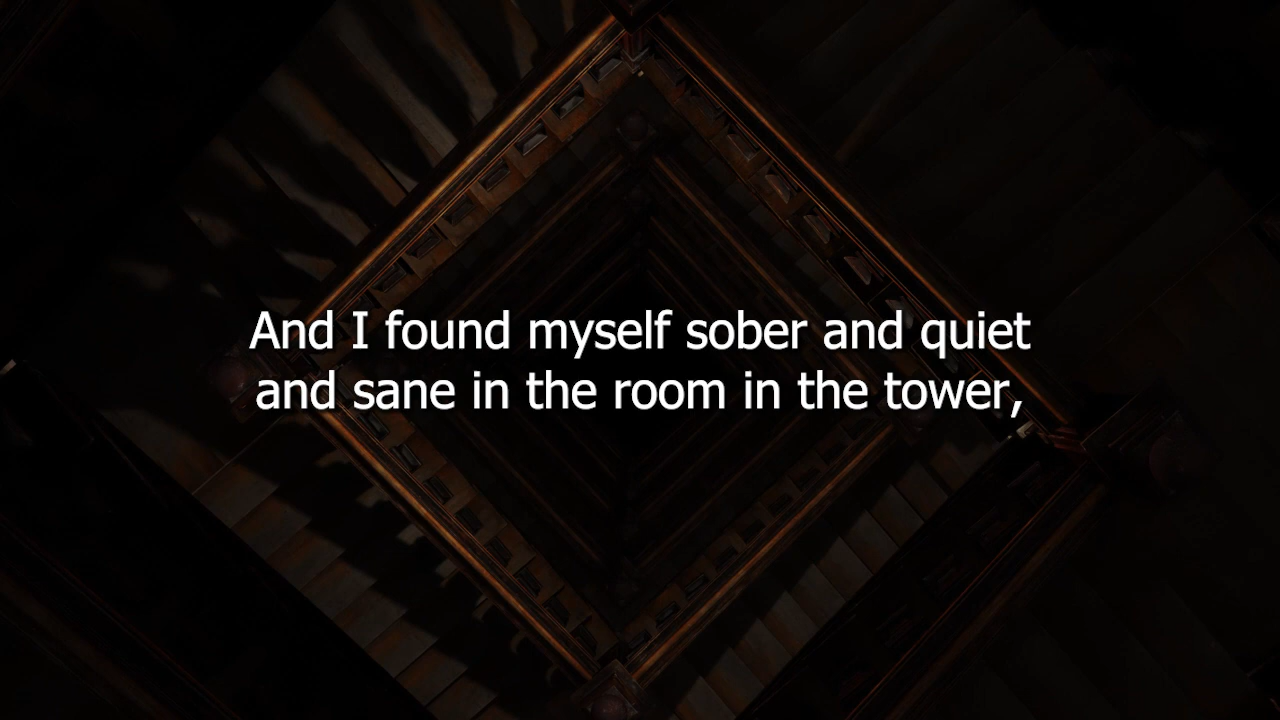 And I found myself sober and quiet
and sane in the room in the tower,